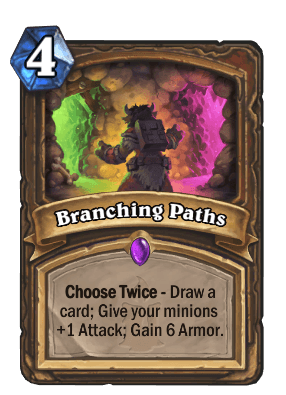 4
Branching Paths
Choose Twice - Draw a
card; Give your minions
+1 Attack; Gain 6 Armor.